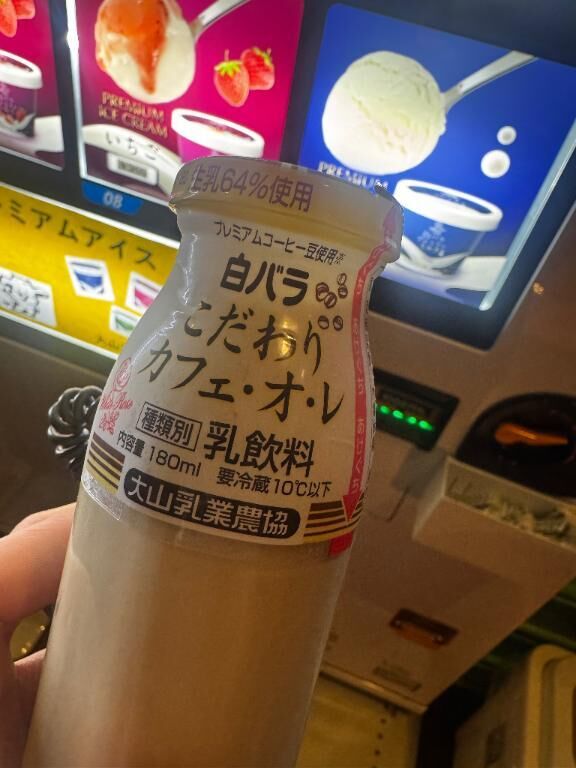 PREMIUM
ICE CREAM
いちご
08
PREMIUM
レミアムアイス
生乳64%使用
プレミアムコーヒー豆使用
白バラ
こだわり
カフェ・オ・レ
種類別 乳飲料
内容量 180ml 要冷蔵10℃以下
大山乳業農協